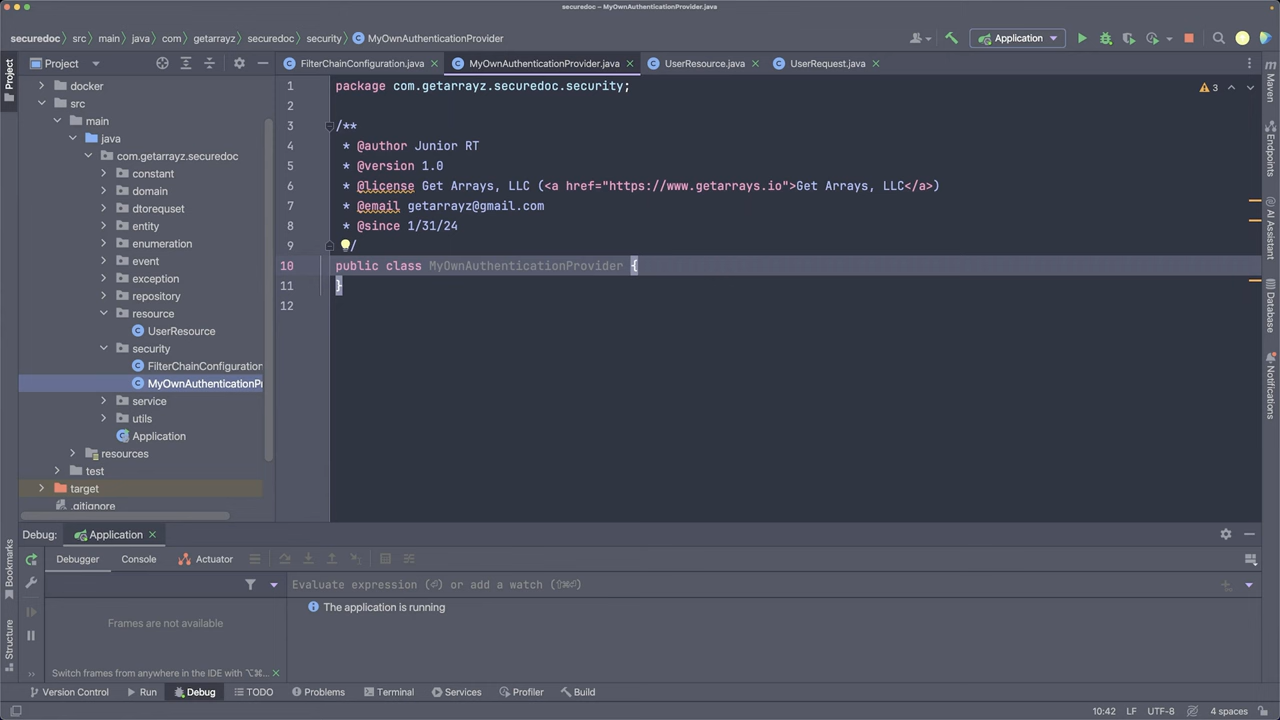 securedoc – MyOwnAuthenticationProvider.java
securedoc › src › main › java › com › getarrayz › securedoc › security › MyOwnAuthenticationProvider
Application
Project
FilterChainConfiguration.java
MyOwnAuthenticationProvider.java
UserResource.java
UserRequest.java
Project
Bookmarks
Structure
Maven
Endpoints
AI Assistant
Database
Notifications
docker
src
main
java
com.getarrayz.securedoc
constant
domain
dtorequset
entity
enumeration
event
exception
repository
resource
UserResource
security
FilterChainConfiguration
MyOwnAuthenticationP
service
utils
Application
resources
test
target
.gitignore
3
1 package com.getarrayz.securedoc.security;
2
3 /**
4 * @author Junior RT
5 * @version 1.0
6 * @license Get Arrays, LLC (<a href="https://www.getarrays.io">Get Arrays, LLC</a>)
7 * @email getarrayz@gmail.com
8 * @since 1/31/24
9 */
10 public class MyOwnAuthenticationProvider {
11 }
12
Debug:
Application
Debugger
Console
Actuator
Evaluate expression (⏎) or add a watch (⇧⌘⏎)
Frames are not available
The application is running
Switch frames from anywhere in the IDE with ⌥⌘...
Version Control
Run
Debug
TODO
Problems
Terminal
Services
Profiler
Build
10:42
LF
UTF-8
4 spaces